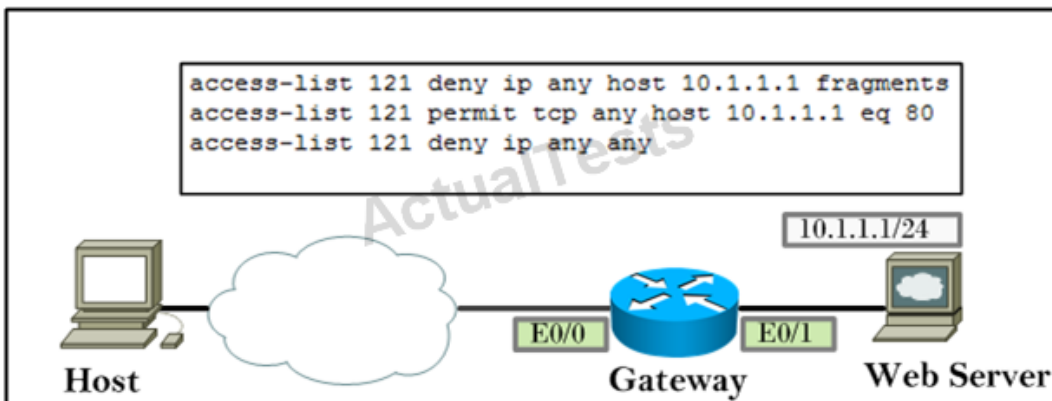 access-list 121 deny ip any host 10.1.1.1 fragments
access-list 121 permit tcp any host 10.1.1.1 eq 80
access-list 121 deny ip any any
ActualTests
10.1.1.1/24
E0/0
E0/1
Host
Gateway
Web Server